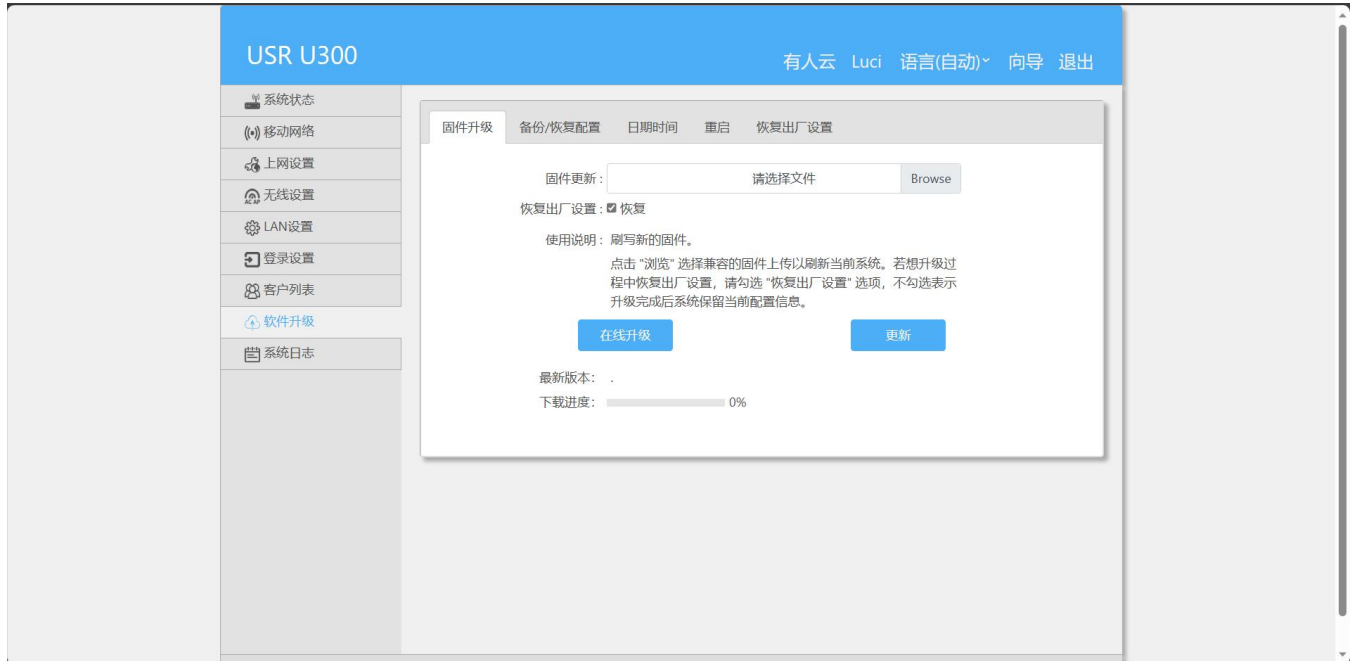 USR U300
有人云 Luci 语言(自动) 向导 退出
系统状态
移动网络
上网设置
无线设置
LAN设置
登录设置
客户列表
软件升级
系统日志
固件升级 备份/恢复配置 日期时间 重启 恢复出厂设置
固件更新 : 请选择文件 Browse
恢复出厂设置 : 恢复
使用说明 : 刷写新的固件。
点击 "浏览" 选择兼容的固件上传以刷新当前系统。若想升级过
程中恢复出厂设置，请勾选 "恢复出厂设置" 选项，不勾选表示
升级完成后系统保留当前配置信息。
在线升级 更新
最新版本： .
下载进度： 0%